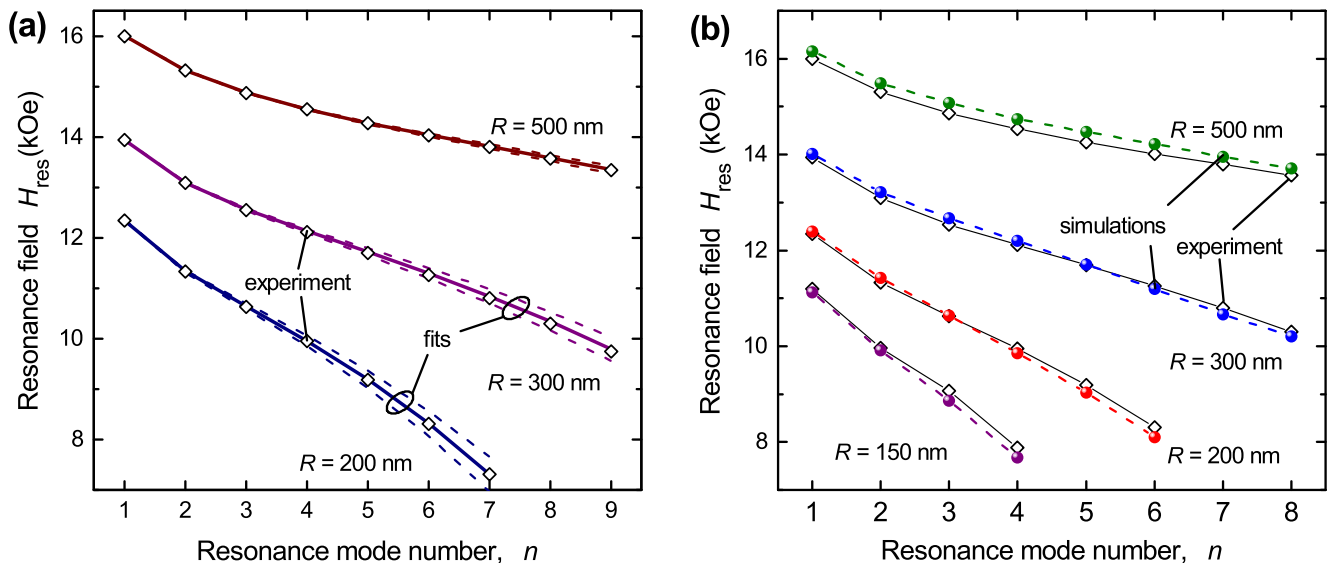 (a)
16
14
12
10
8
Resonance field H_res (kOe)
R = 500 nm
experiment
fits
R = 300 nm
R = 200 nm
1 2 3 4 5 6 7 8 9
Resonance mode number, n
(b)
16
14
12
10
8
Resonance field H_res (kOe)
R = 500 nm
simulations
experiment
R = 300 nm
R = 150 nm
R = 200 nm
1 2 3 4 5 6 7 8
Resonance mode number, n